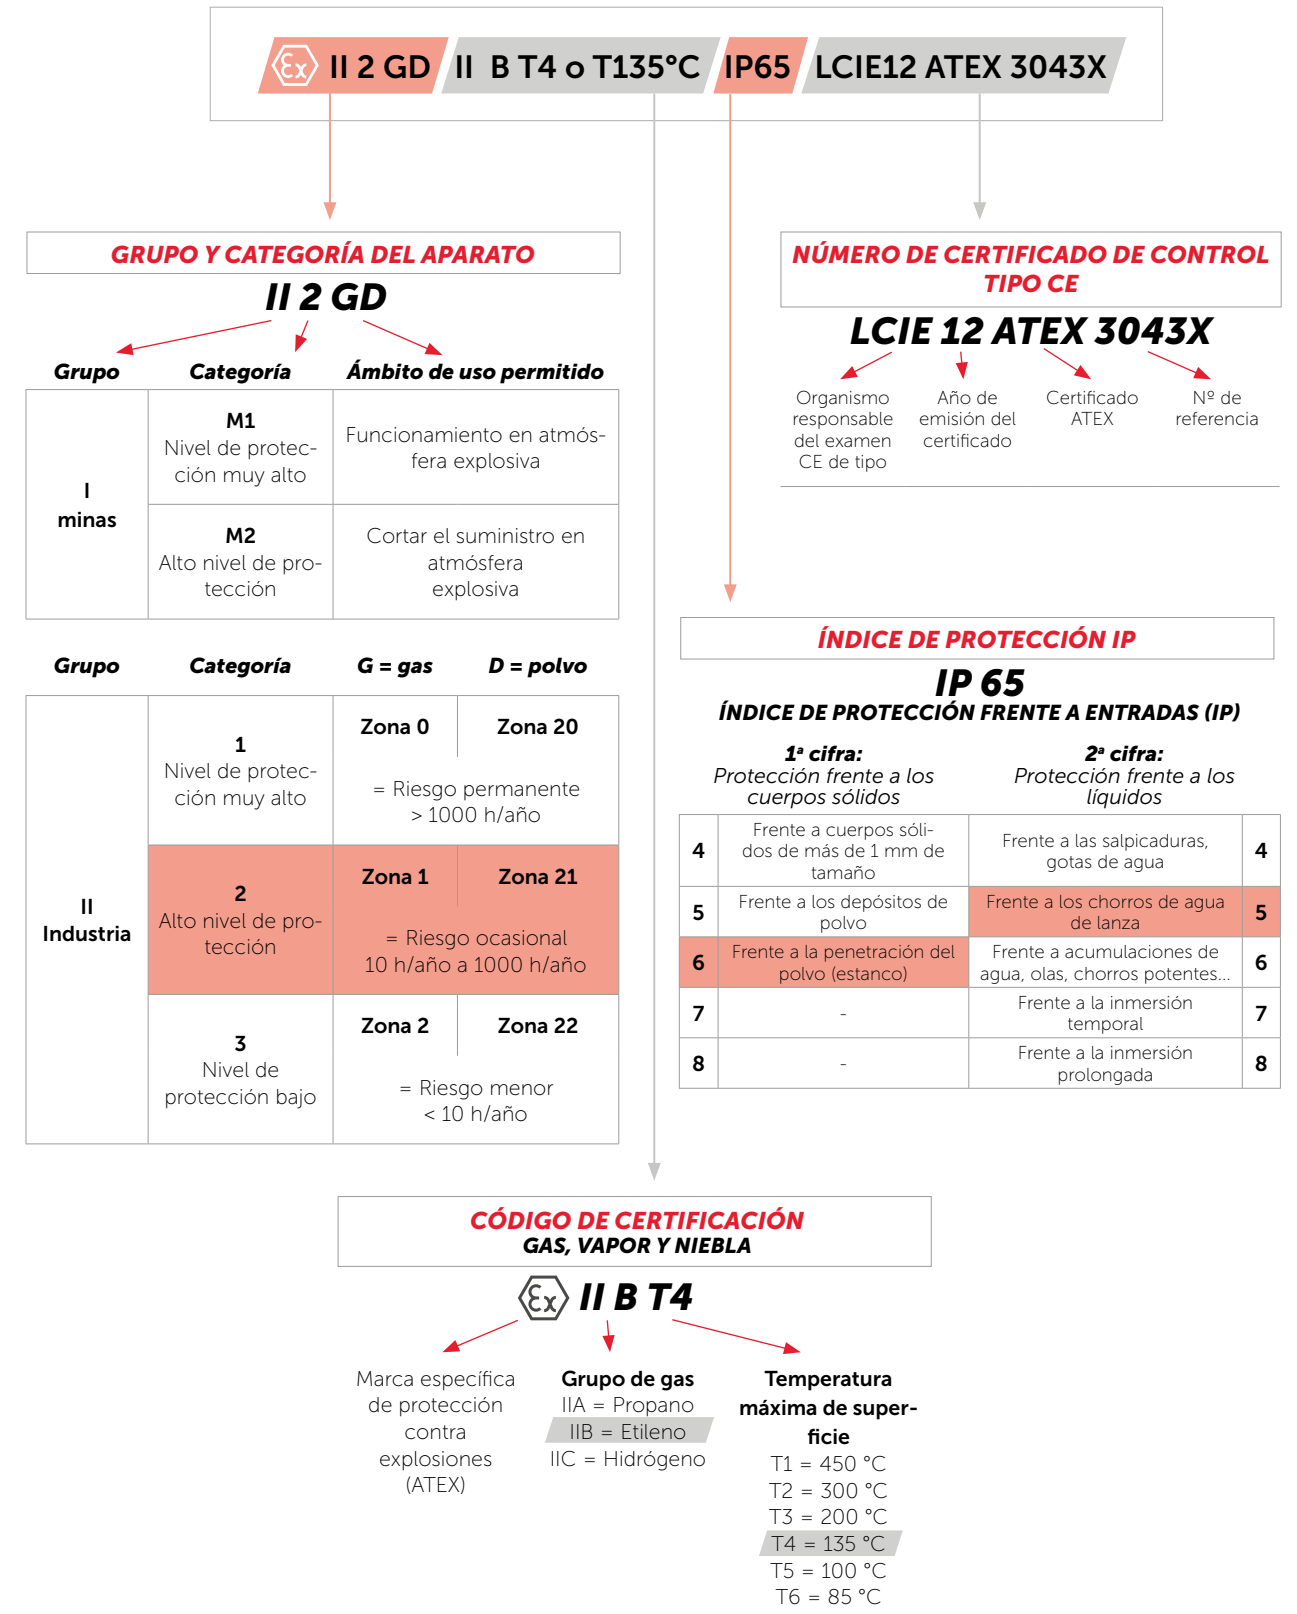 Ex II 2 GD II B T4 o T135°C IP65 LCIE12 ATEX 3043X
GRUPO Y CATEGORÍA DEL APARATO
II 2 GD
Grupo Categoría Ámbito de uso permitido
I
minas
M1
Nivel de protec-
ción muy alto
Funcionamiento en atmós-
fera explosiva
M2
Alto nivel de pro-
tección
Cortar el suministro en
atmósfera
explosiva
Grupo Categoría G = gas D = polvo
II
Industria
1
Nivel de protec-
ción muy alto
Zona 0 Zona 20
= Riesgo permanente
> 1000 h/año
2
Alto nivel de pro-
tección
Zona 1 Zona 21
= Riesgo ocasional
10 h/año a 1000 h/año
3
Nivel de
protección bajo
Zona 2 Zona 22
= Riesgo menor
< 10 h/año
NÚMERO DE CERTIFICADO DE CONTROL
TIPO CE
LCIE 12 ATEX 3043X
Organismo
responsable
del examen
CE de tipo
Año de
emisión del
certificado
Certificado
ATEX
Nº de
referencia
ÍNDICE DE PROTECCIÓN IP
IP 65
ÍNDICE DE PROTECCIÓN FRENTE A ENTRADAS (IP)
1ª cifra:
Protección frente a los
cuerpos sólidos
2ª cifra:
Protección frente a los
líquidos
4
Frente a cuerpos sóli-
dos de más de 1 mm de
tamaño
Frente a las salpicaduras,
gotas de agua
4
5
Frente a los depósitos de
polvo
Frente a los chorros de agua
de lanza
5
6
Frente a la penetración del
polvo (estanco)
Frente a acumulaciones de
agua, olas, chorros potentes...
6
7
-
Frente a la inmersión
temporal
7
8
-
Frente a la inmersión
prolongada
8
CÓDIGO DE CERTIFICACIÓN
GAS, VAPOR Y NIEBLA
Ex II B T4
Marca específica
de protección
contra
explosiones
(ATEX)
Grupo de gas
IIA = Propano
IIB = Etileno
IIC = Hidrógeno
Temperatura
máxima de super-
ficie
T1 = 450 °C
T2 = 300 °C
T3 = 200 °C
T4 = 135 °C
T5 = 100 °C
T6 = 85 °C